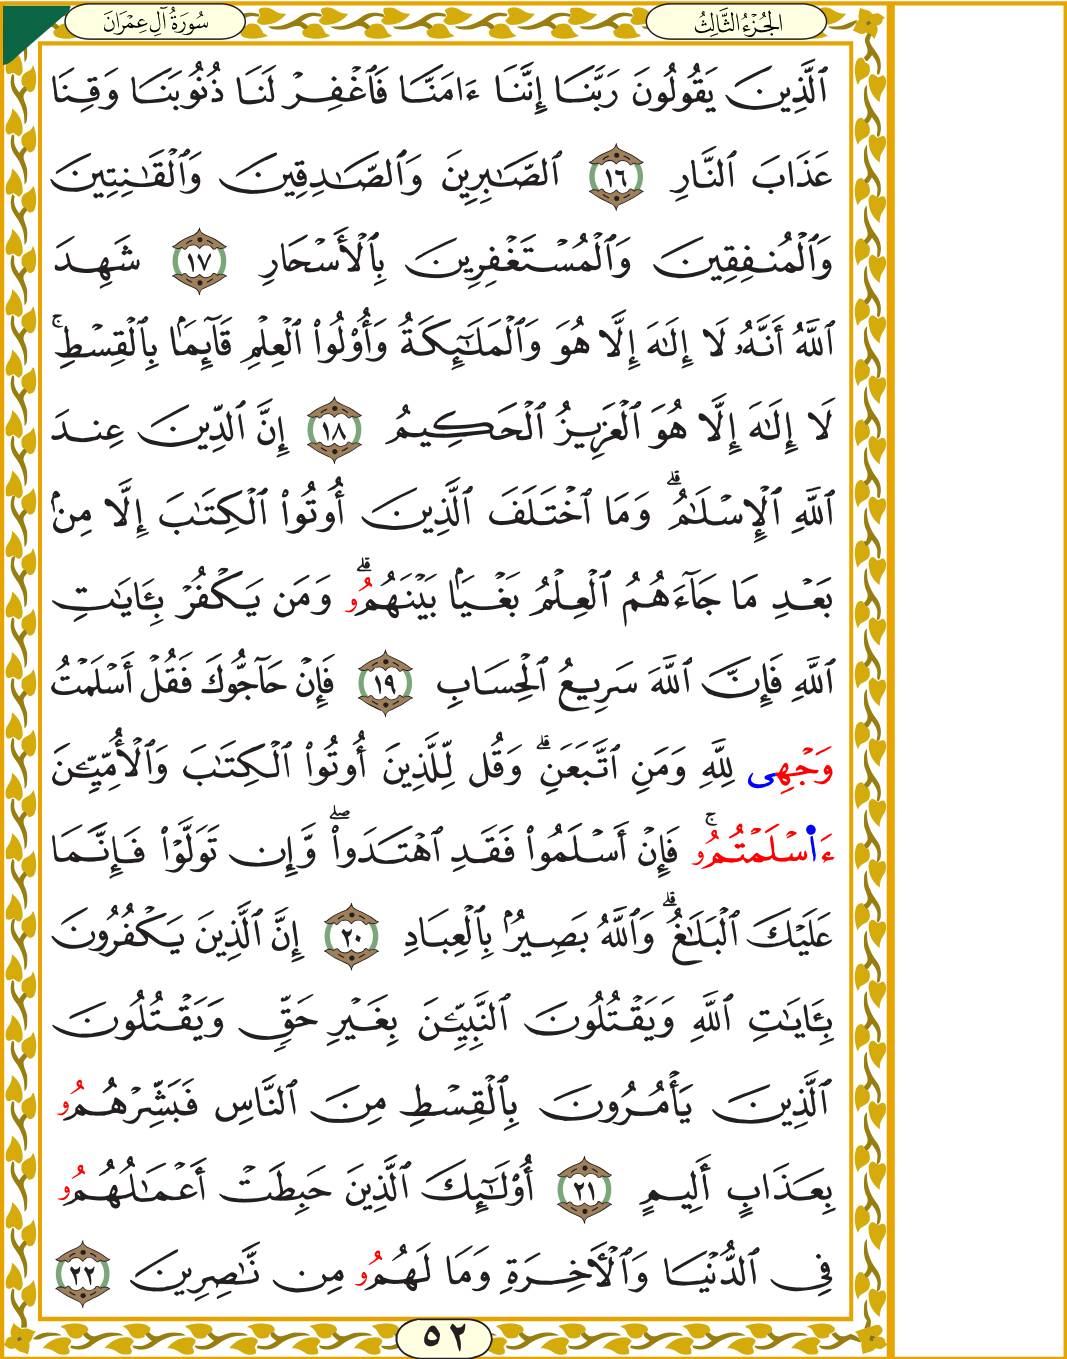 سُورَةُ آلِ عِمْرَانَ
الجُزْءُ الثَّالِثُ
ٱلَّذِينَ يَقُولُونَ رَبَّنَآ إِنَّنَآ ءَامَنَّا فَٱغْفِرْ لَنَا ذُنُوبَنَا وَقِنَا
عَذَابَ ٱلنَّارِ ١٦ ٱلصَّٰبِرِينَ وَٱلصَّٰدِقِينَ وَٱلْقَٰنِتِينَ
وَٱلْمُنفِقِينَ وَٱلْمُسْتَغْفِرِينَ بِٱلْأَسْحَارِ ١٧ شَهِدَ
ٱللَّهُ أَنَّهُۥ لَآ إِلَٰهَ إِلَّا هُوَ وَٱلْمَلَٰٓئِكَةُ وَأُو۟لُوا۟ ٱلْعِلْمِ قَآئِمَۢا بِٱلْقِسْطِ ۚ
لَآ إِلَٰهَ إِلَّا هُوَ ٱلْعَزِيزُ ٱلْحَكِيمُ ١٨ إِنَّ ٱلدِّينَ عِندَ
ٱللَّهِ ٱلْإِسْلَٰمُ ۗ وَمَا ٱخْتَلَفَ ٱلَّذِينَ أُوتُوا۟ ٱلْكِتَٰبَ إِلَّا مِنۢ
بَعْدِ مَا جَآءَهُمُ ٱلْعِلْمُ بَغْيَۢا بَيْنَهُمُۥ ۗ وَمَن يَكْفُرْ بِـَٔايَٰتِ
ٱللَّهِ فَإِنَّ ٱللَّهَ سَرِيعُ ٱلْحِسَابِ ١٩ فَإِنْ حَآجُّوكَ فَقُلْ أَسْلَمْتُ
وَجْهِى لِلَّهِ وَمَنِ ٱتَّبَعَنِ ۗ وَقُل لِّلَّذِينَ أُوتُوا۟ ٱلْكِتَٰبَ وَٱلْأُمِّيِّـۧنَ
ءَا۬سْلَمْتُمُۥ ۚ فَإِنْ أَسْلَمُوا۟ فَقَدِ ٱهْتَدَوا۟ ۖ وَّإِن تَوَلَّوْا۟ فَإِنَّمَا
عَلَيْكَ ٱلْبَلَٰغُ ۗ وَٱللَّهُ بَصِيرُۢ بِٱلْعِبَادِ ٢٠ إِنَّ ٱلَّذِينَ يَكْفُرُونَ
بِـَٔايَٰتِ ٱللَّهِ وَيَقْتُلُونَ ٱلنَّبِيِّـۧنَ بِغَيْرِ حَقٍّ وَيَقْتُلُونَ
ٱلَّذِينَ يَأْمُرُونَ بِٱلْقِسْطِ مِنَ ٱلنَّاسِ فَبَشِّرْهُمُۥ
بِعَذَابٍ أَلِيمٍ ٢١ أُو۟لَٰٓئِكَ ٱلَّذِينَ حَبِطَتْ أَعْمَٰلُهُمُۥ
فِى ٱلدُّنْيَا وَٱلْـَٔاخِرَةِ وَمَا لَهُمُۥ مِن نَّٰصِرِينَ ٢٢
٥٢